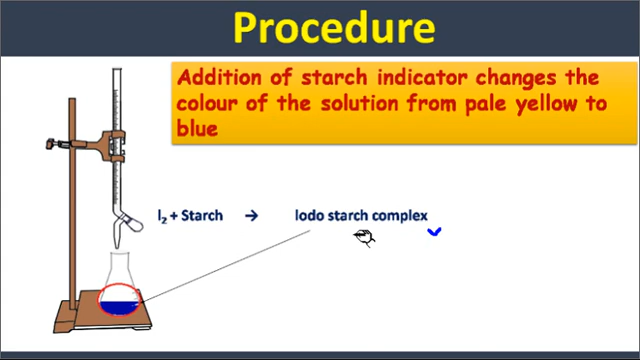 Procedure
Addition of starch indicator changes the
colour of the solution from pale yellow to
blue
I₂ + Starch → Iodo starch complex